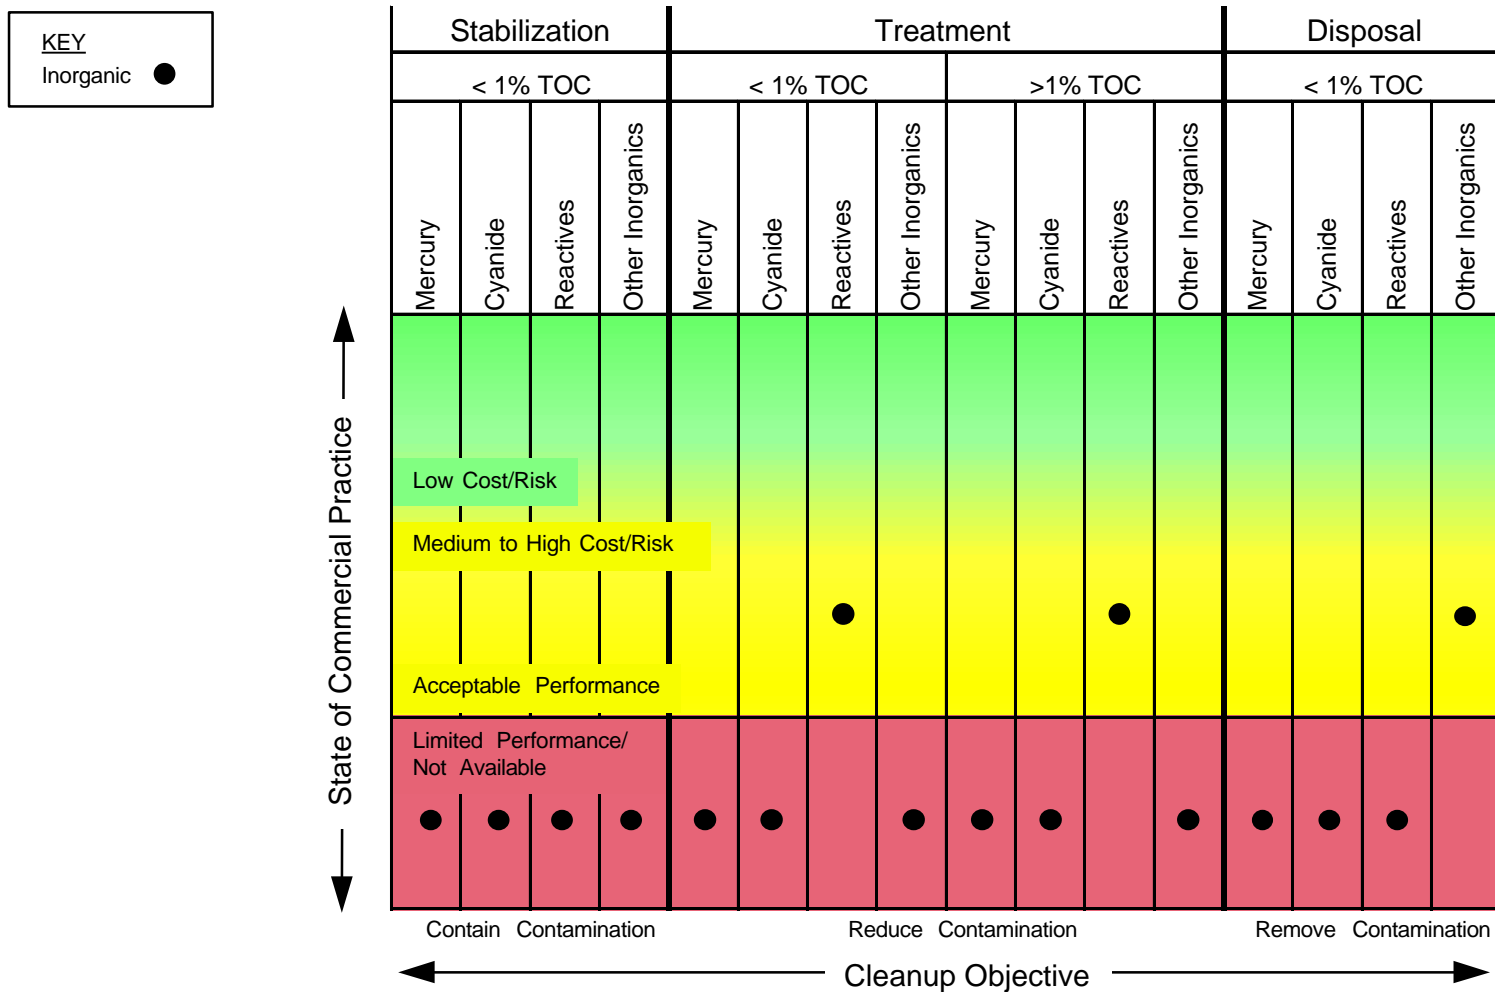 KEY
Inorganic
Stabilization Treatment Disposal
< 1% TOC < 1% TOC >1% TOC < 1% TOC
Mercury Cyanide Reactives Other Inorganics Mercury Cyanide Reactives Other Inorganics Mercury Cyanide Reactives Other Inorganics Mercury Cyanide Reactives Other Inorganics
State of Commercial Practice
Low Cost/Risk
Medium to High Cost/Risk
Acceptable Performance
Limited Performance/
Not Available
Contain Contamination Reduce Contamination Remove Contamination
Cleanup Objective